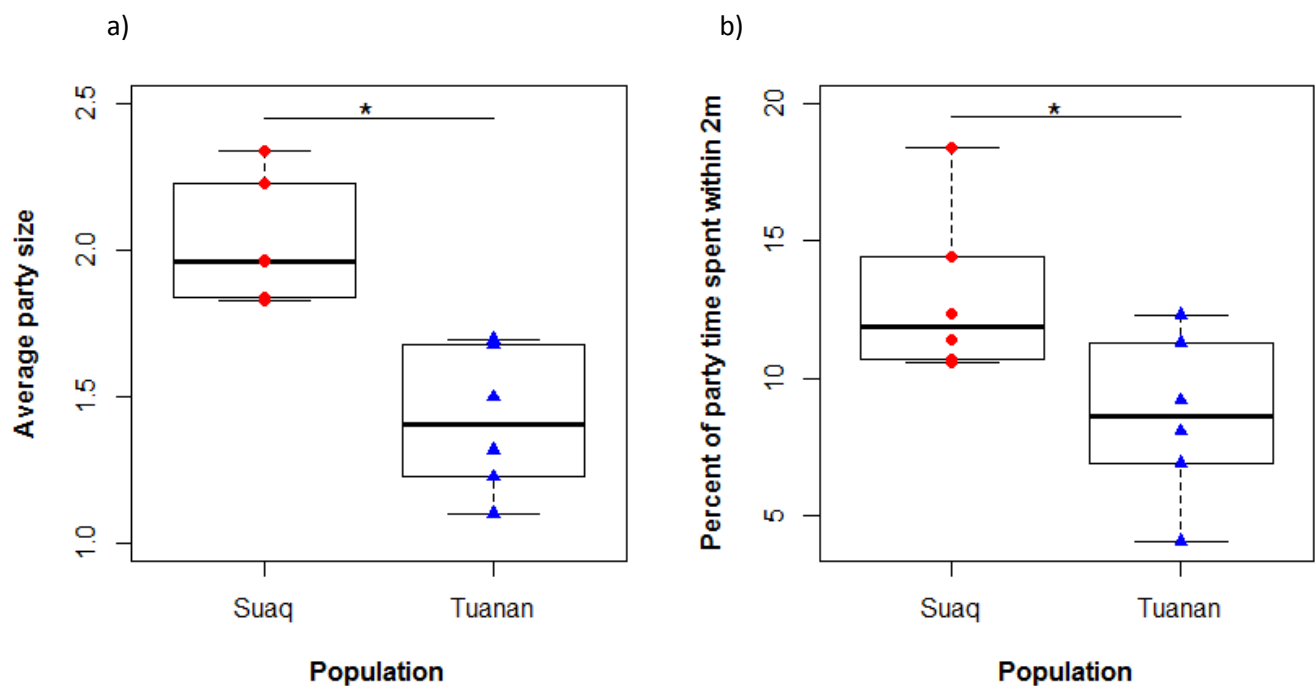 a)
b)
Average party size
2.5
2.0
1.5
1.0
*
Suaq
Tuanan
Population
Percent of party time spent within 2m
20
15
10
5
*
Suaq
Tuanan
Population